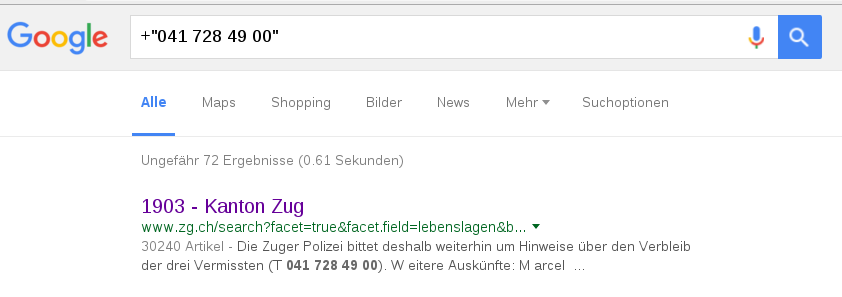 Google +"041 728 49 00"
Alle Maps Shopping Bilder News Mehr Suchoptionen
Ungefähr 72 Ergebnisse (0.61 Sekunden)
1903 - Kanton Zug
www.zg.ch/search?facet=true&facet.field=lebenslagen&b...
30240 Artikel - Die Zuger Polizei bittet deshalb weiterhin um Hinweise über den Verbleib
der drei Vermissten (T 041 728 49 00). W eitere Auskünfte: M arcel ...